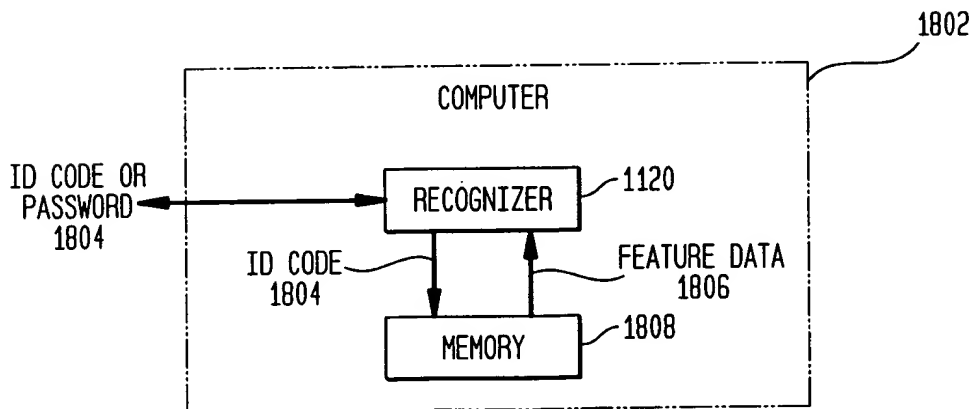 1802
COMPUTER
ID CODE OR
PASSWORD
1804
RECOGNIZER
1120
ID CODE
1804
FEATURE DATA
1806
MEMORY
1808